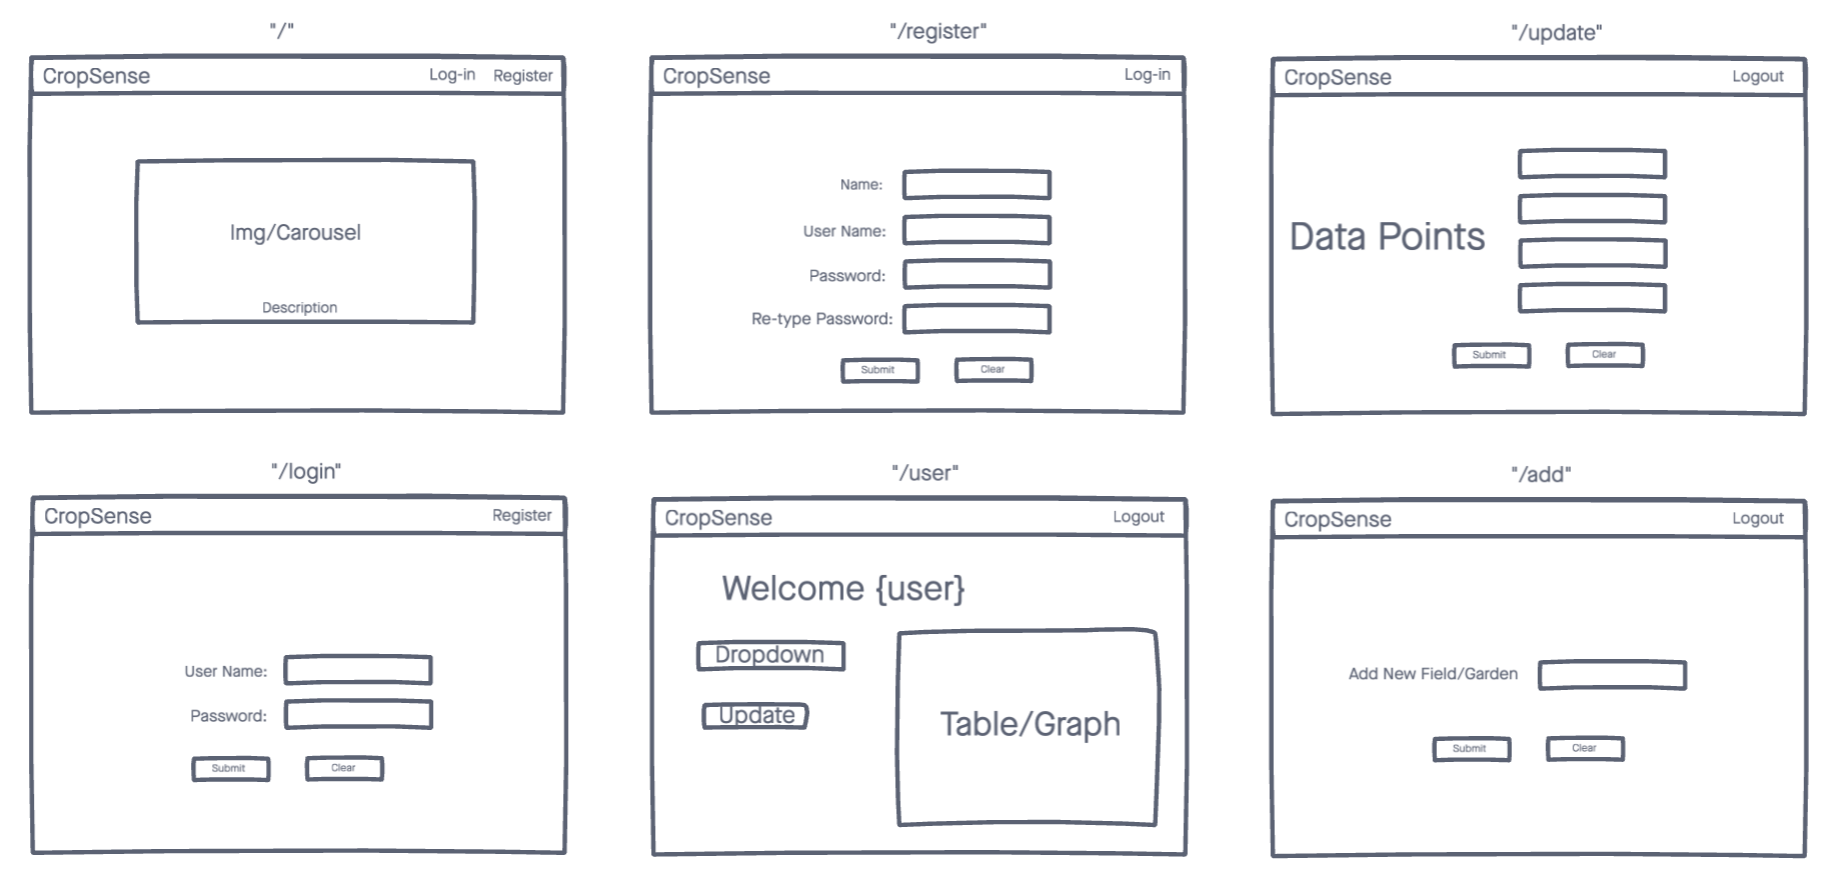 "/"
CropSense Log-in Register
Img/Carousel
Description
"/register"
CropSense Log-in
Name:
User Name:
Password:
Re-type Password:
Submit Clear
"/update"
CropSense Logout
Data Points
Submit Clear
"/login"
CropSense Register
User Name:
Password:
Submit Clear
"/user"
CropSense Logout
Welcome {user}
Dropdown
Update
Table/Graph
"/add"
CropSense Logout
Add New Field/Garden
Submit Clear